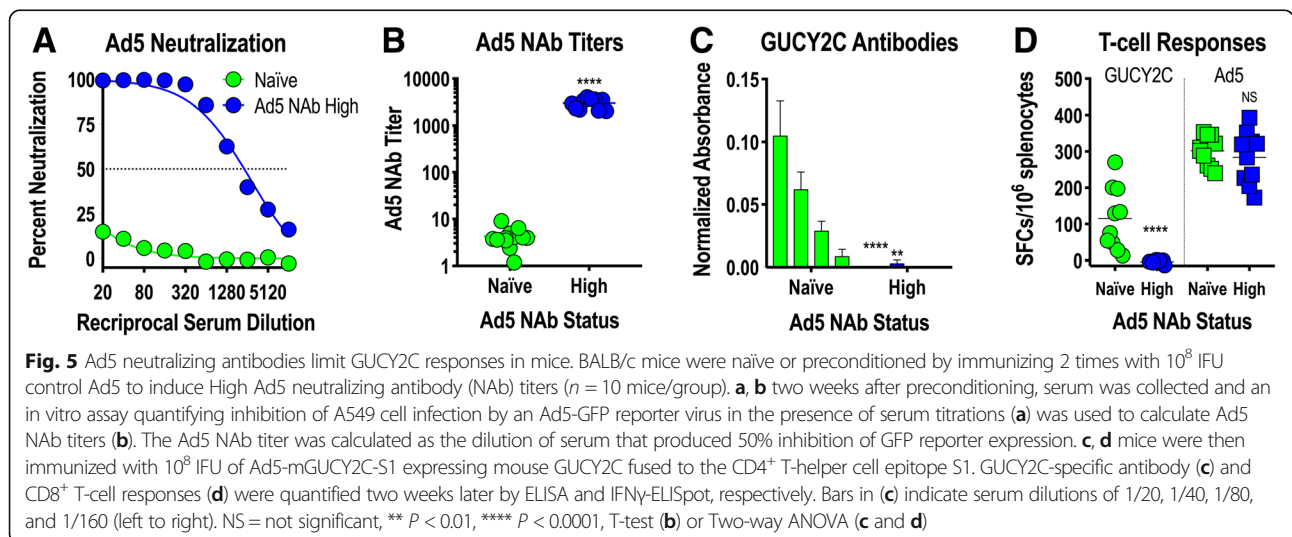 A Ad5 Neutralization
Naïve
Ad5 NAb High
Percent Neutralization
100
75
50
25
0
20 80 320 1280 5120
Recriprocal Serum Dilution
B Ad5 NAb Titers
****
Ad5 NAb Titer
10000
1000
100
10
1
Naïve High
Ad5 NAb Status
C GUCY2C Antibodies
Normalized Absorbance
0.15
0.10
0.05
0.00
**** **
Naïve High
Ad5 NAb Status
D T-cell Responses
GUCY2C Ad5
NS
****
SFCs/10⁶ splenocytes
500
400
300
200
100
0
Naïve High Naïve High
Ad5 NAb Status
Fig. 5 Ad5 neutralizing antibodies limit GUCY2C responses in mice. BALB/c mice were naïve or preconditioned by immunizing 2 times with 10⁸ IFU
control Ad5 to induce High Ad5 neutralizing antibody (NAb) titers (n = 10 mice/group). a, b two weeks after preconditioning, serum was collected and an
in vitro assay quantifying inhibition of A549 cell infection by an Ad5-GFP reporter virus in the presence of serum titrations (a) was used to calculate Ad5
NAb titers (b). The Ad5 NAb titer was calculated as the dilution of serum that produced 50% inhibition of GFP reporter expression. c, d mice were then
immunized with 10⁸ IFU of Ad5-mGUCY2C-S1 expressing mouse GUCY2C fused to the CD4⁺ T-helper cell epitope S1. GUCY2C-specific antibody (c) and
CD8⁺ T-cell responses (d) were quantified two weeks later by ELISA and IFNγ-ELISpot, respectively. Bars in (c) indicate serum dilutions of 1/20, 1/40, 1/80,
and 1/160 (left to right). NS = not significant, ** P < 0.01, **** P < 0.0001, T-test (b) or Two-way ANOVA (c and d)